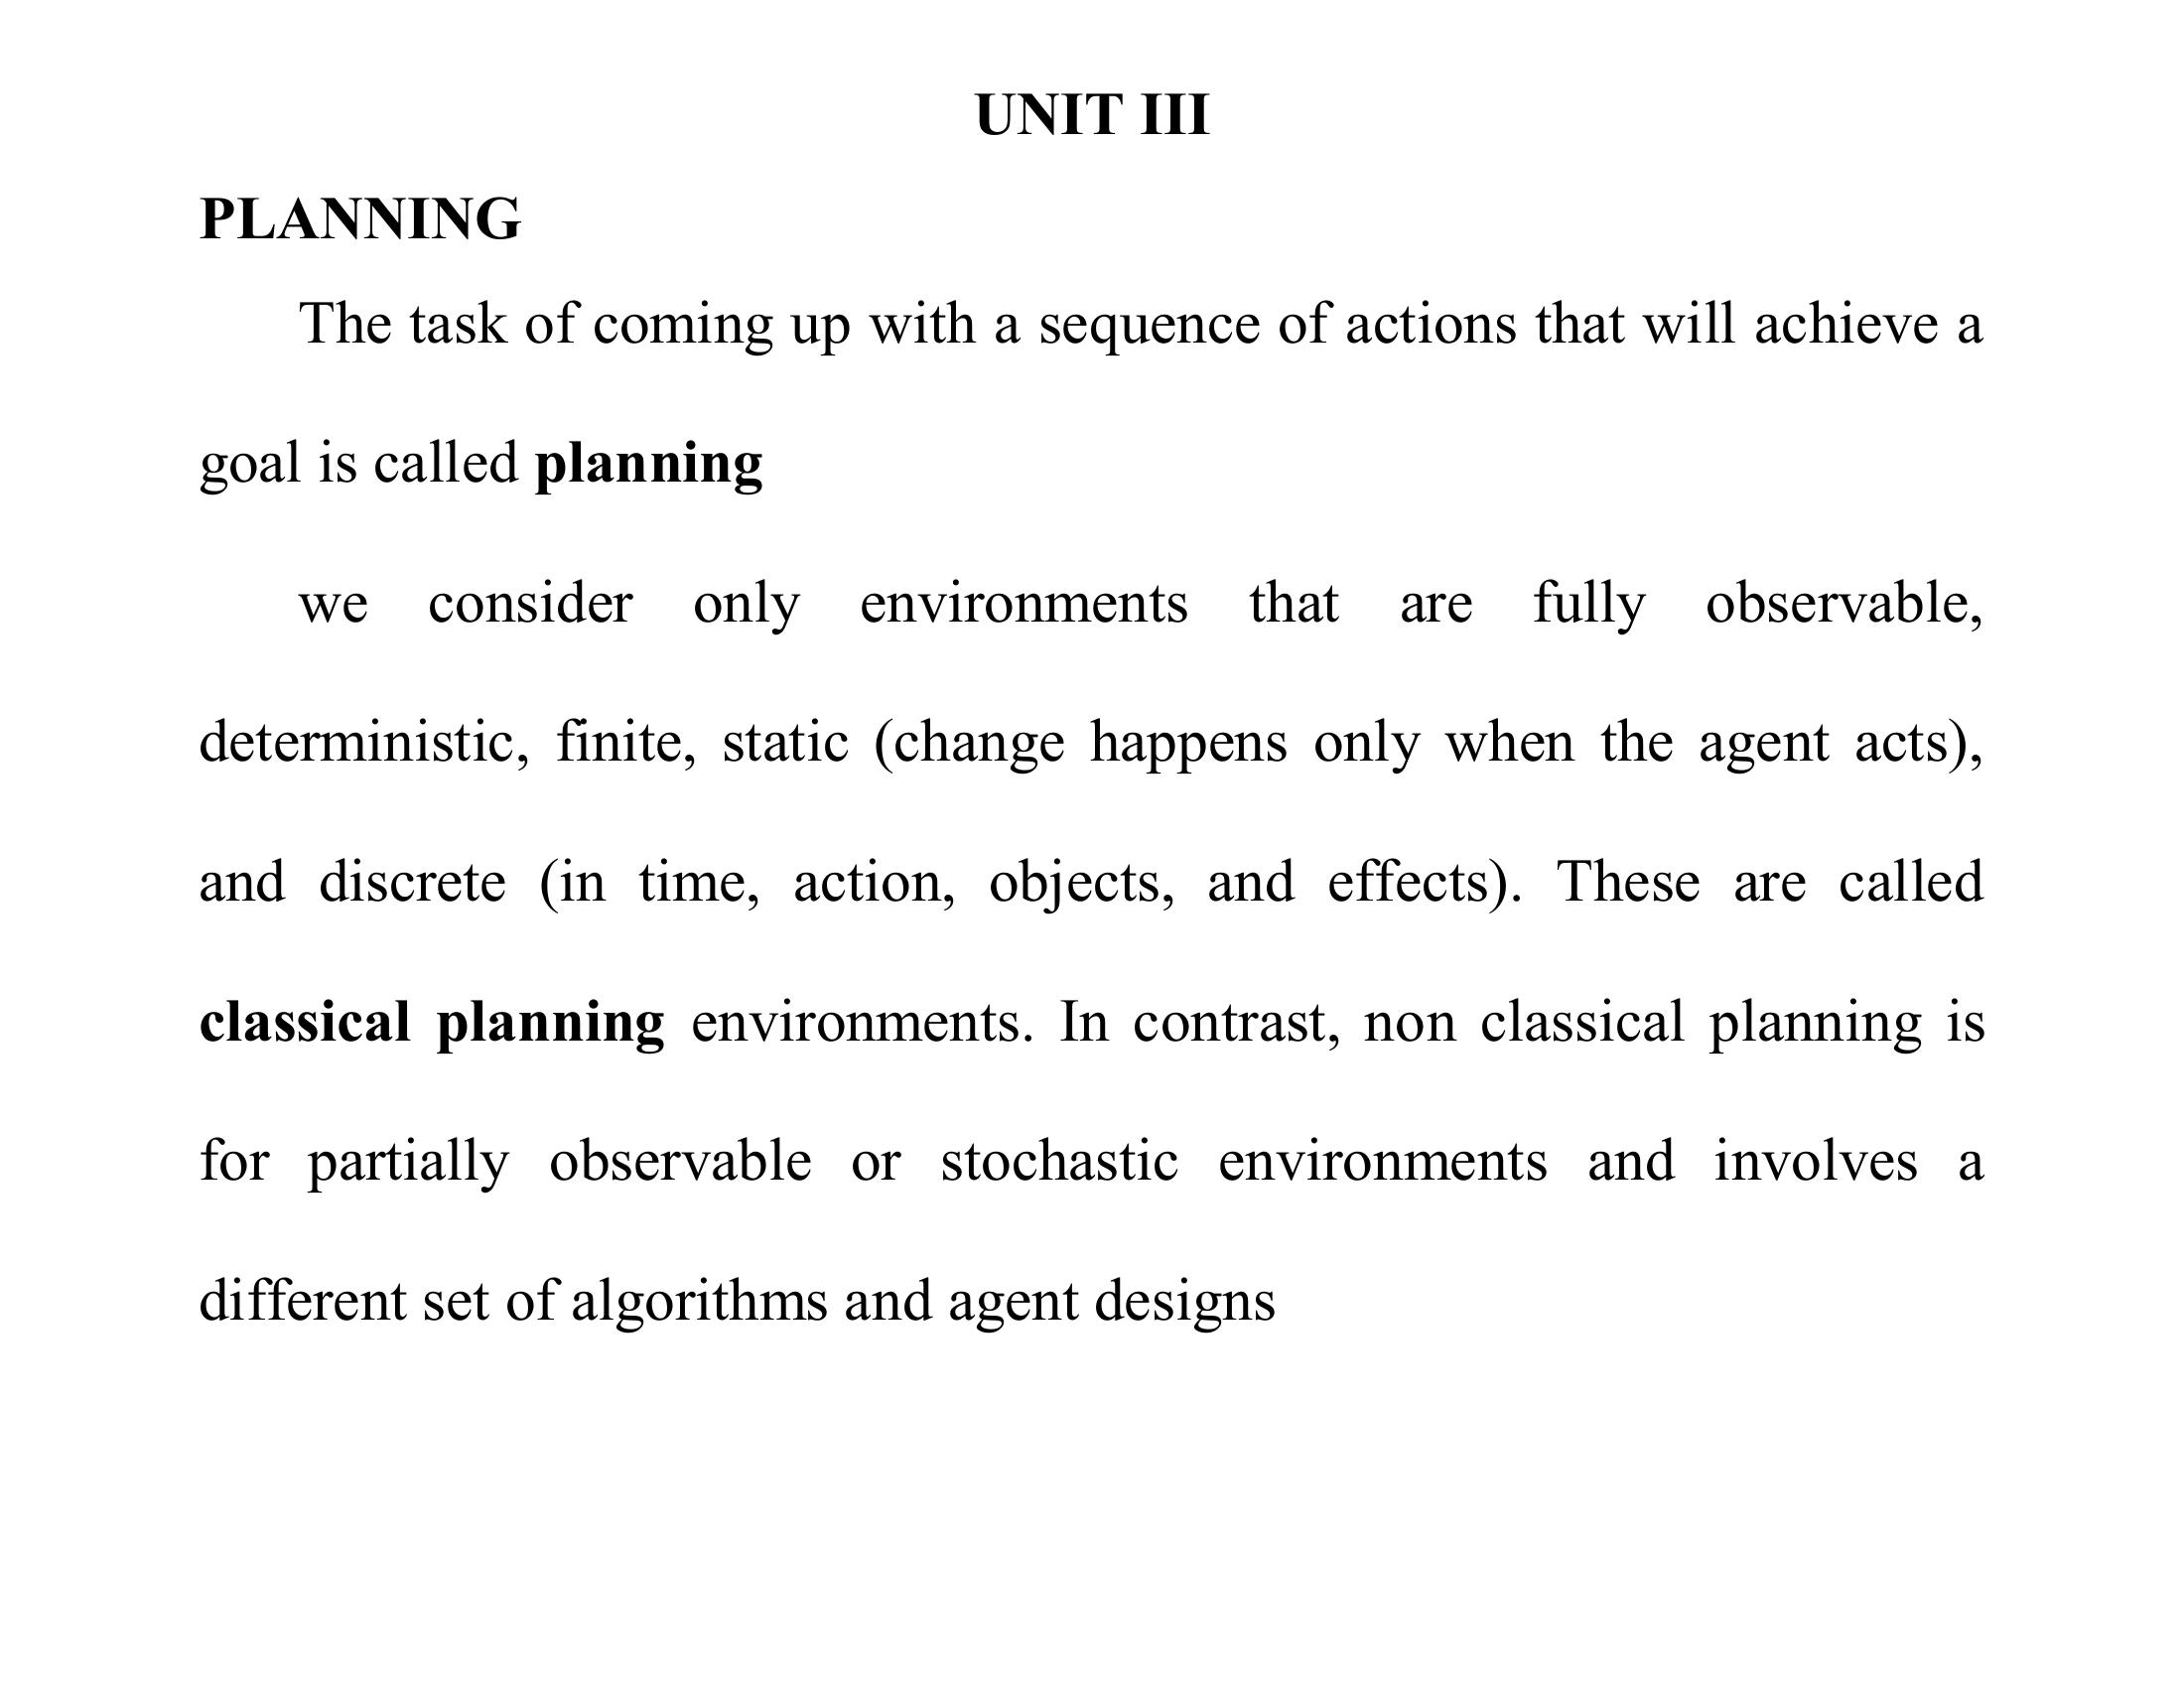 UNIT III
PLANNING
The task of coming up with a sequence of actions that will achieve a
goal is called planning
we consider only environments that are fully observable,
deterministic, finite, static (change happens only when the agent acts),
and discrete (in time, action, objects, and effects). These are called
classical planning environments. In contrast, non classical planning is
for partially observable or stochastic environments and involves a
different set of algorithms and agent designs